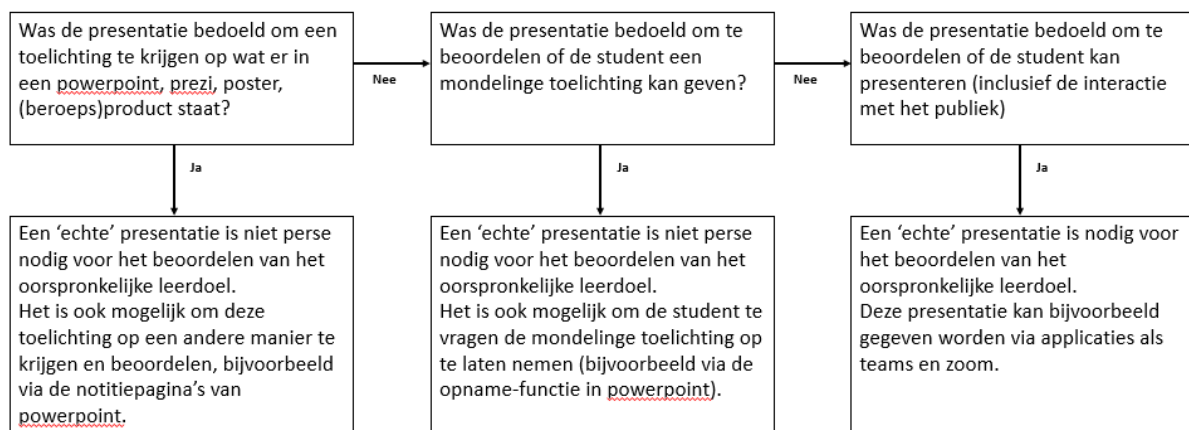 Was de presentatie bedoeld om een
toelichting te krijgen op wat er in
een powerpoint, prezi, poster,
(beroeps)product staat?
Nee
Was de presentatie bedoeld om te
beoordelen of de student een
mondelinge toelichting kan geven?
Nee
Was de presentatie bedoeld om te
beoordelen of de student kan
presenteren (inclusief de interactie
met het publiek)
Ja
Ja
Ja
Een ‘echte’ presentatie is niet perse
nodig voor het beoordelen van het
oorspronkelijke leerdoel.
Het is ook mogelijk om deze
toelichting op een andere manier te
krijgen en beoordelen, bijvoorbeeld
via de notitiepagina’s van
powerpoint.
Een ‘echte’ presentatie is niet perse
nodig voor het beoordelen van het
oorspronkelijke leerdoel.
Het is ook mogelijk om de student te
vragen de mondelinge toelichting op
te laten nemen (bijvoorbeeld via de
opname-functie in powerpoint).
Een ‘echte’ presentatie is nodig voor
het beoordelen van het
oorspronkelijke leerdoel.
Deze presentatie kan bijvoorbeeld
gegeven worden via applicaties als
teams en zoom.